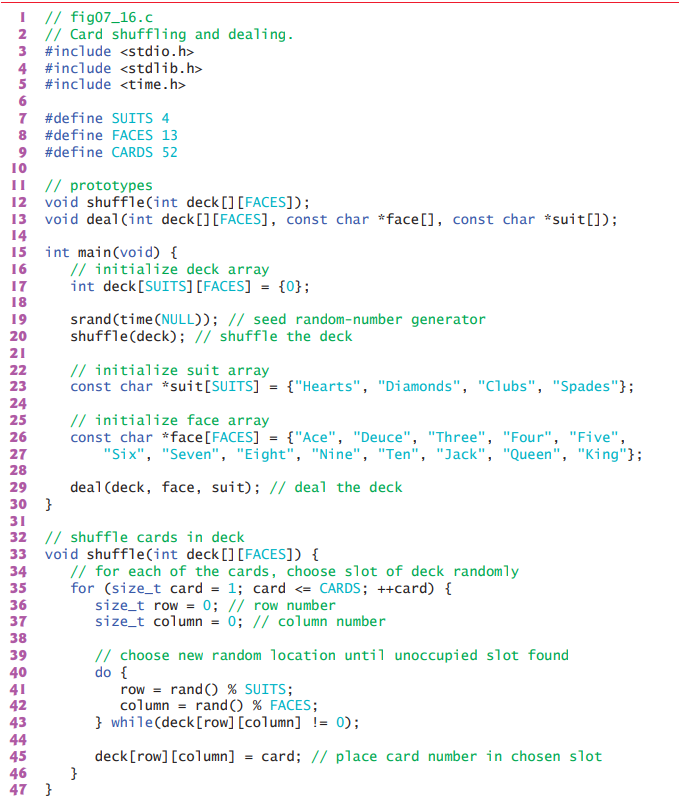 1 // fig07_16.c
2 // Card shuffling and dealing.
3 #include <stdio.h>
4 #include <stdlib.h>
5 #include <time.h>
6
7 #define SUITS 4
8 #define FACES 13
9 #define CARDS 52
10
11 // prototypes
12 void shuffle(int deck[][FACES]);
13 void deal(int deck[][FACES], const char *face[], const char *suit[]);
14
15 int main(void) {
16    // initialize deck array
17    int deck[SUITS][FACES] = {0};
18
19    srand(time(NULL)); // seed random-number generator
20    shuffle(deck); // shuffle the deck
21
22    // initialize suit array
23    const char *suit[SUITS] = {"Hearts", "Diamonds", "Clubs", "Spades"};
24
25    // initialize face array
26    const char *face[FACES] = {"Ace", "Deuce", "Three", "Four", "Five",
27       "Six", "Seven", "Eight", "Nine", "Ten", "Jack", "Queen", "King"};
28
29    deal(deck, face, suit); // deal the deck
30 }
31
32 // shuffle cards in deck
33 void shuffle(int deck[][FACES]) {
34    // for each of the cards, choose slot of deck randomly
35    for (size_t card = 1; card <= CARDS; ++card) {
36       size_t row = 0; // row number
37       size_t column = 0; // column number
38
39       // choose new random location until unoccupied slot found
40       do {
41          row = rand() % SUITS;
42          column = rand() % FACES;
43       } while(deck[row][column] != 0);
44
45       deck[row][column] = card; // place card number in chosen slot
46    }
47 }